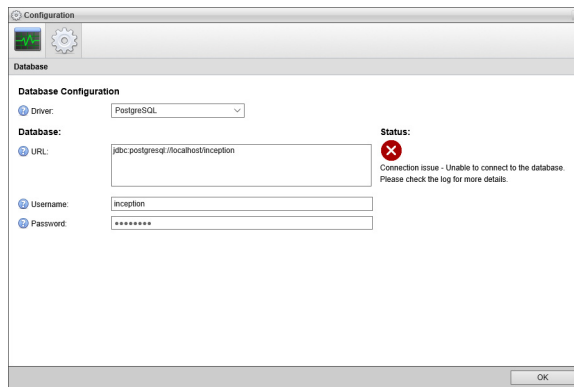 Configuration
Database
Database Configuration
Driver: PostgreSQL
Database: Status:
URL: jdbc:postgresql://localhost/inception
Connection issue - Unable to connect to the database.
Please check the log for more details.
Username: inception
Password: ●●●●●●●●
OK